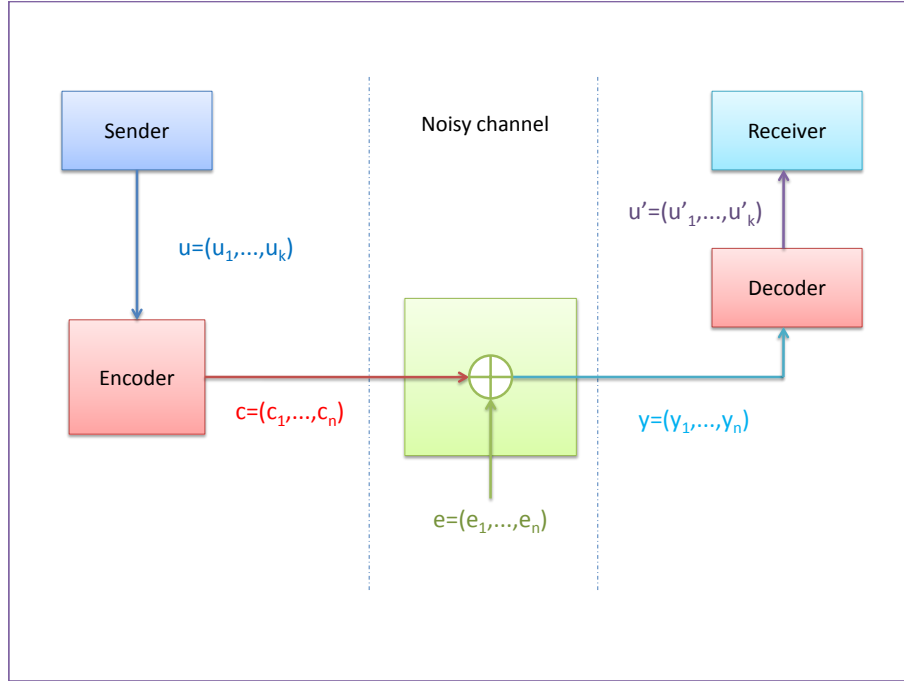 Sender
Noisy channel
Receiver
u=(u₁,...,uₖ)
u’=(u’₁,...,u’ₖ)
Encoder
Decoder
c=(c₁,...,cₙ)
y=(y₁,...,yₙ)
e=(e₁,...,eₙ)